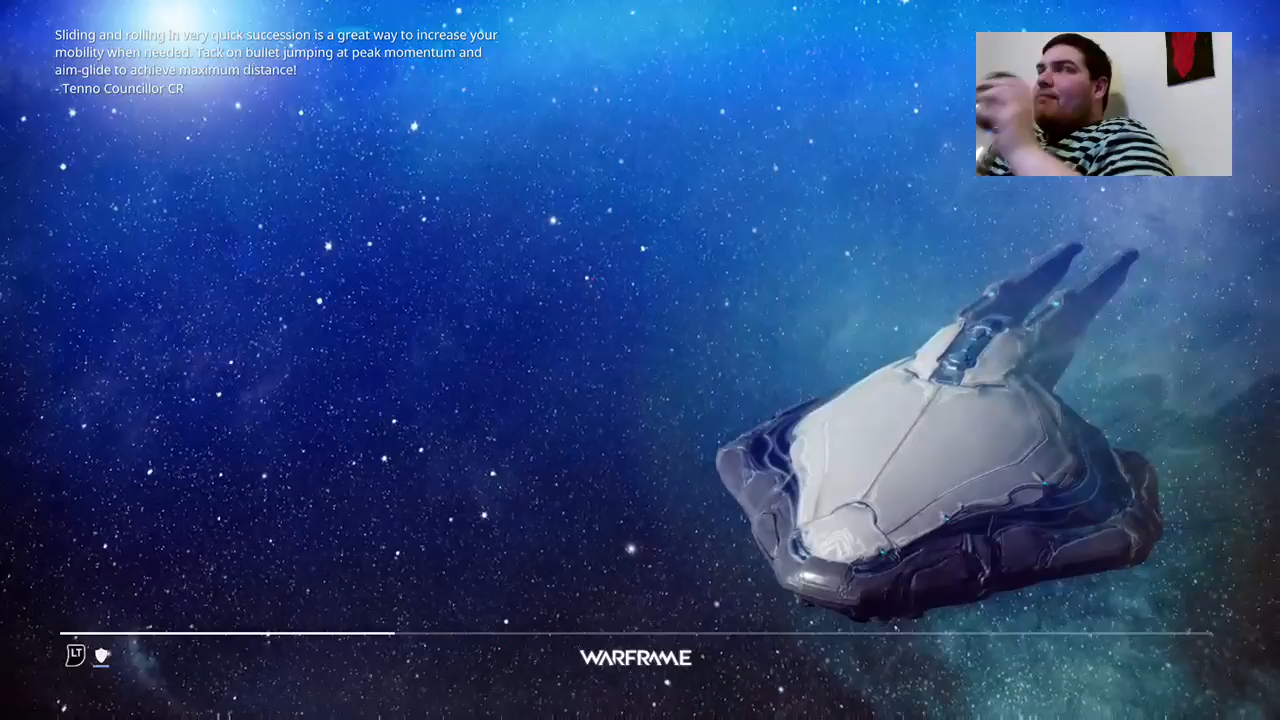 Sliding and rolling in very quick succession is a great way to increase your
mobility when needed. Tack on bullet jumping at peak momentum and
aim-glide to achieve maximum distance!
- Tenno Councillor CR
LT
WARFRAME